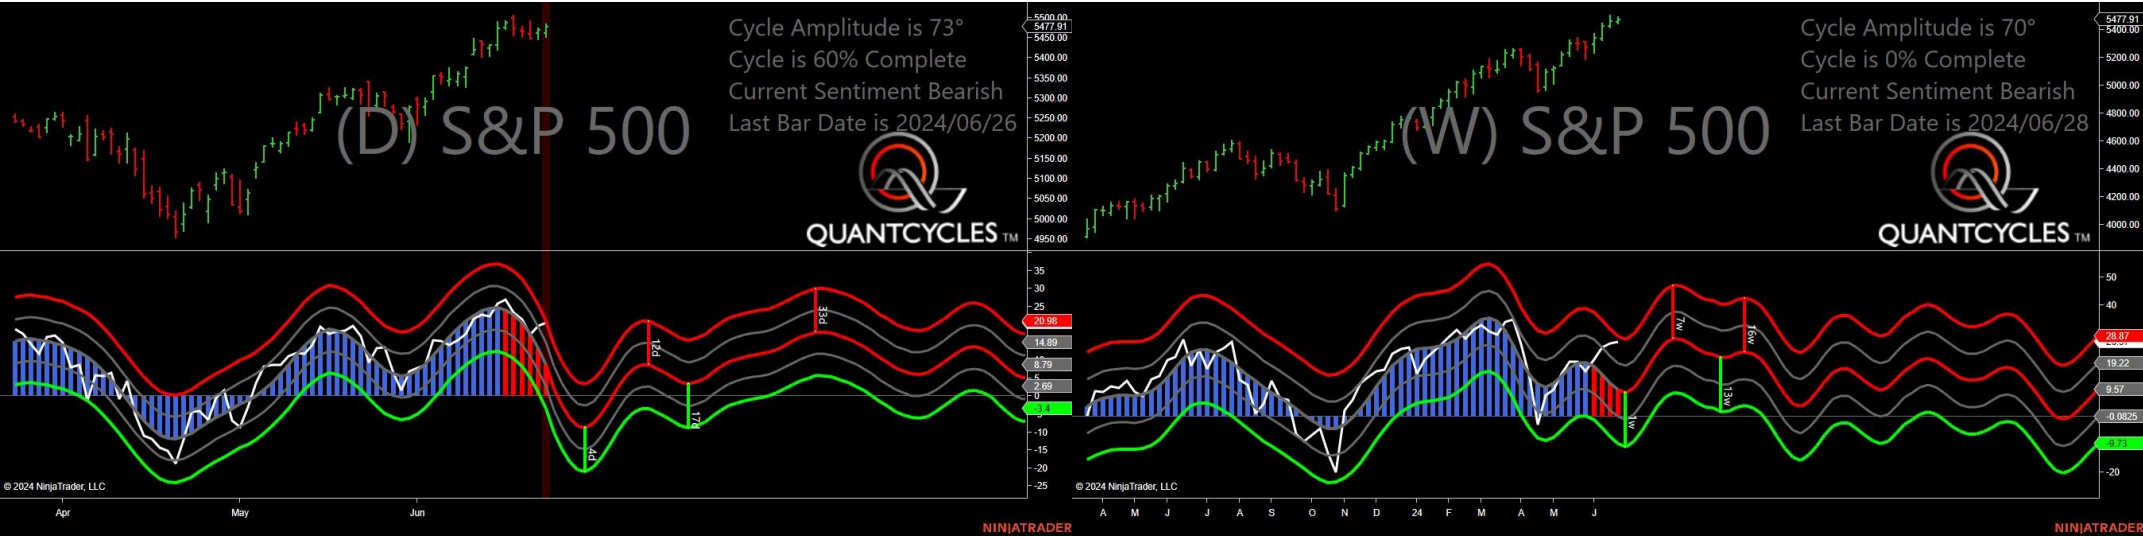 Cycle Amplitude is 73°
Cycle is 60% Complete
Current Sentiment Bearish
Last Bar Date is 2024/06/26
(D) S&P 500
QUANTCYCLES TM
5500.00
5477.91
5450.00
5400.00
5350.00
5300.00
5250.00
5200.00
5150.00
5100.00
5050.00
5000.00
4950.00
35
30
25
20.98
14.89
8.79
5
2.69
0
-3.4
-10
-15
-20
-25
4d
12d
17d
33d
© 2024 NinjaTrader, LLC
Apr May Jun
NINJATRADER
Cycle Amplitude is 70°
Cycle is 0% Complete
Current Sentiment Bearish
Last Bar Date is 2024/06/28
(W) S&P 500
QUANTCYCLES TM
5477.91
5400.00
5200.00
5000.00
4800.00
4600.00
4400.00
4200.00
4000.00
50
40
28.87
19.22
9.57
-0.0825
-9.73
-20
1w
7w
13w
16w
© 2024 NinjaTrader, LLC
A M J J A S O N D 24 F M A M J
NINJATRADER